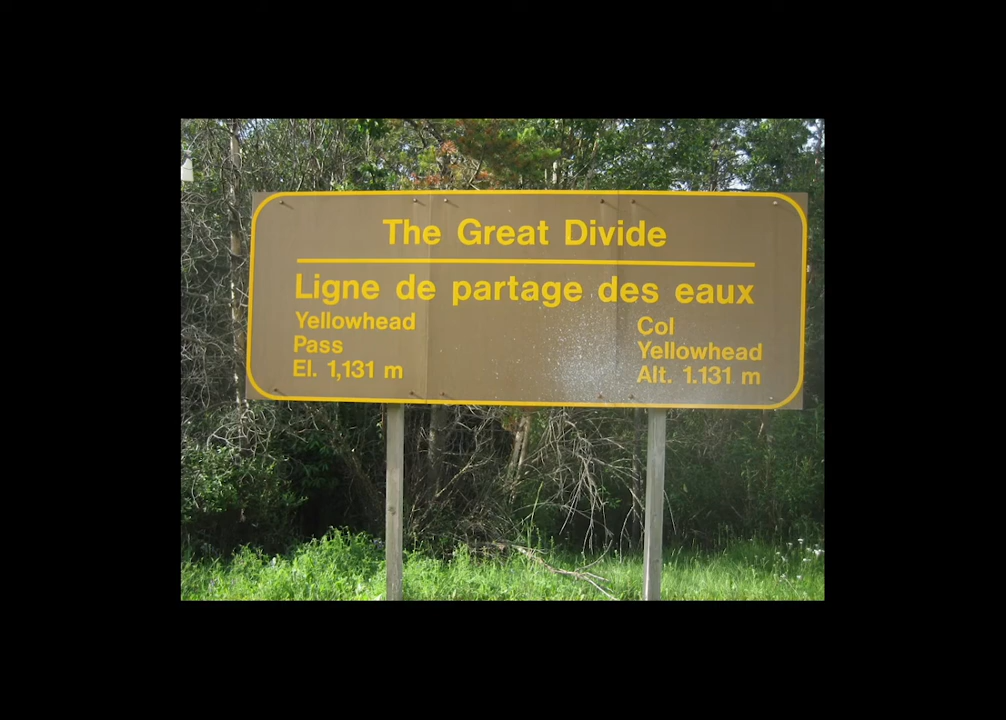 The Great Divide
Ligne de partage des eaux
Yellowhead
Pass
El. 1,131 m
Col
Yellowhead
Alt. 1.131 m